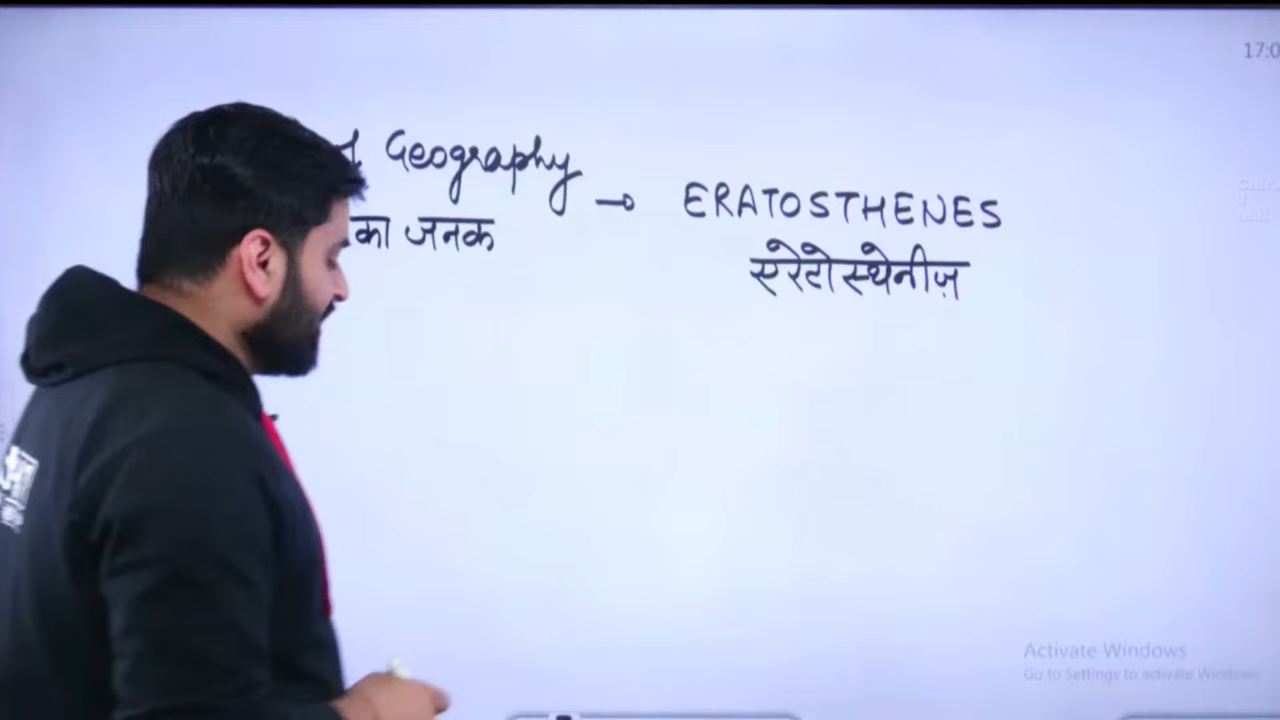 Geography
का जनक
→ ERATOSTHENES
एरेटोस्थेनीज़
17:0
Activate Windows
Go to Settings to activate Windows.